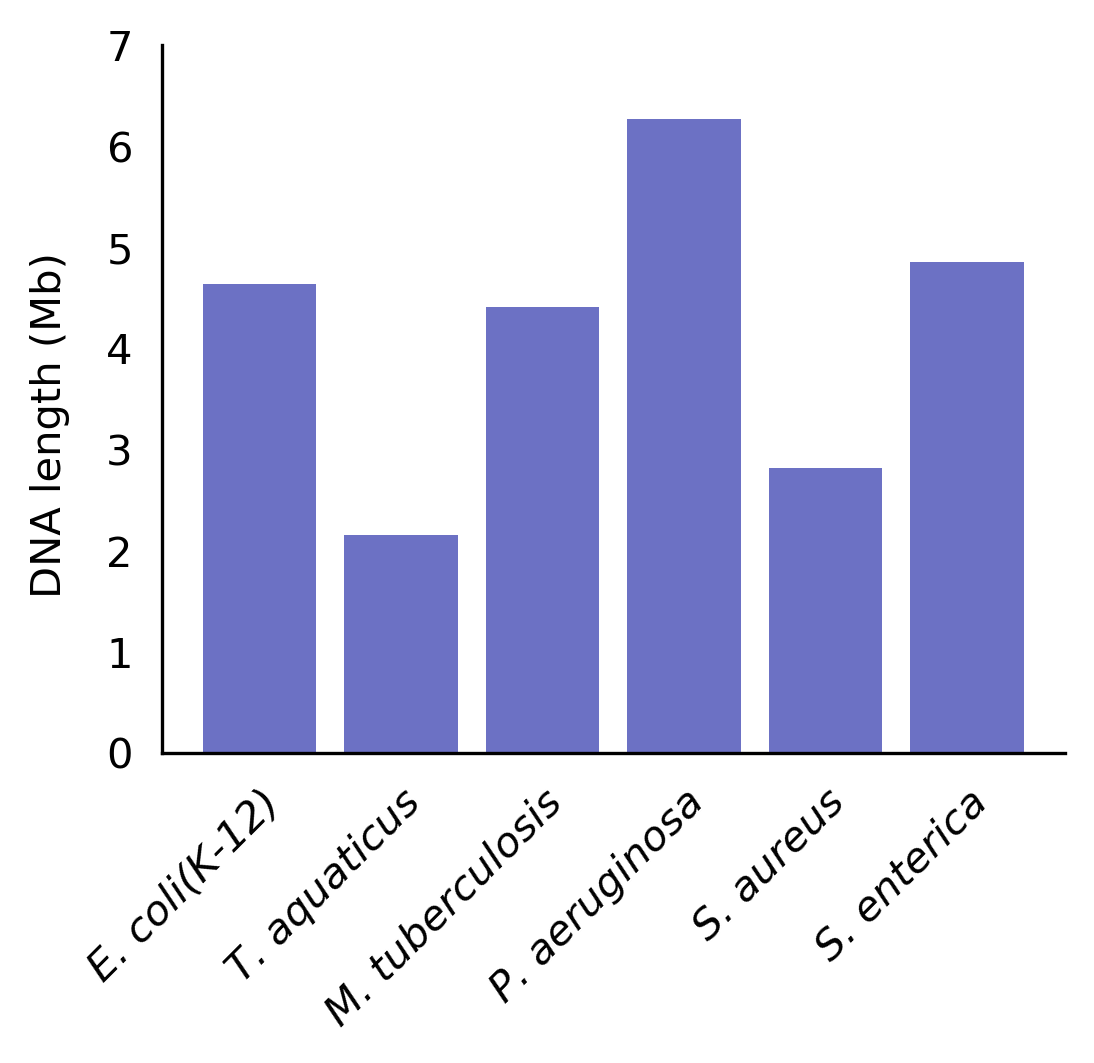 7
6
5
4
3
2
1
0
DNA length (Mb)
E. coli(K-12)
T. aquaticus
M. tuberculosis
P. aeruginosa
S. aureus
S. enterica